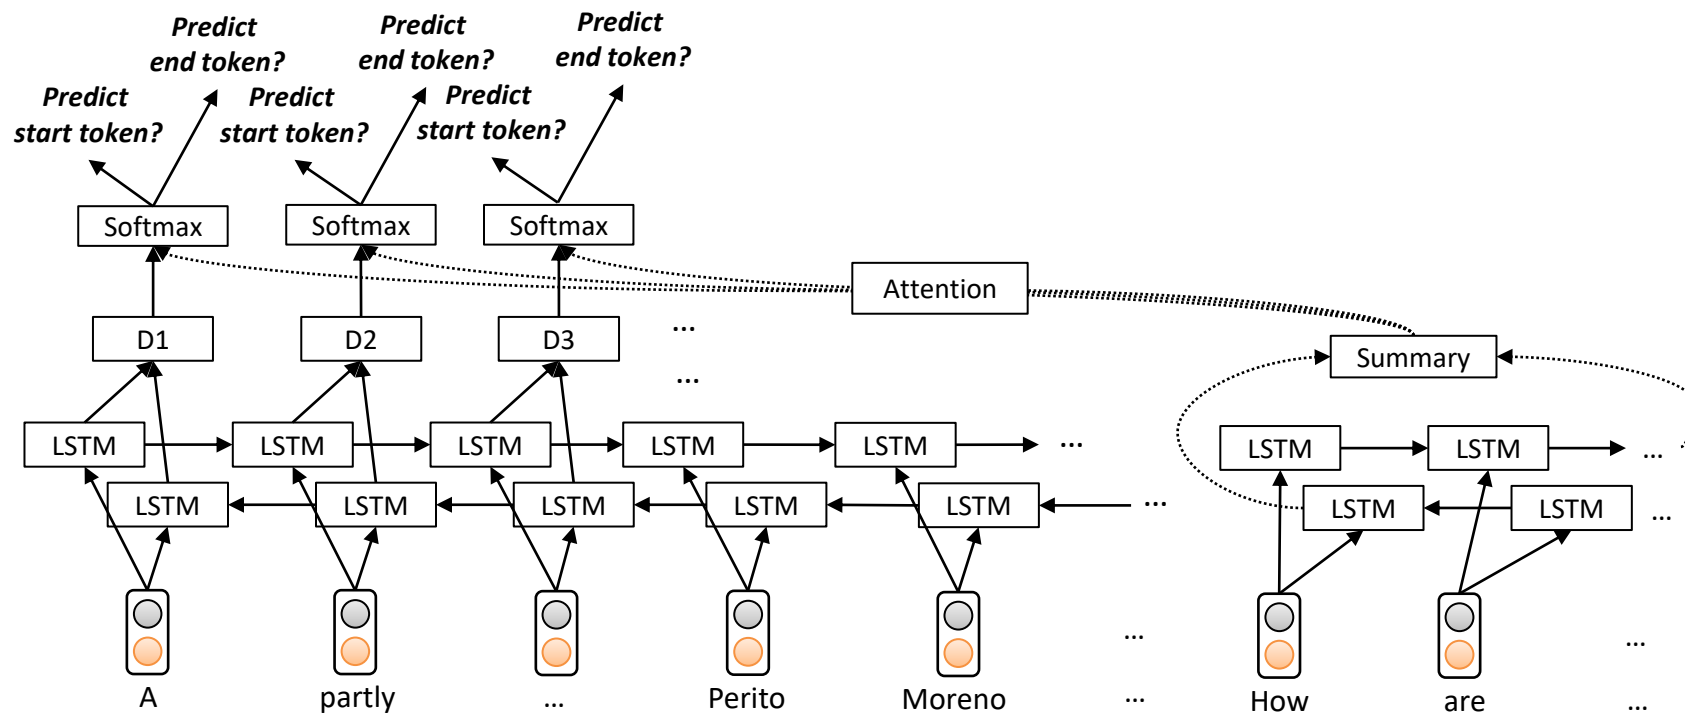 Predict
end token?
Predict
end token?
Predict
end token?
Predict
start token?
Predict
start token?
Predict
start token?
Softmax
Softmax
Softmax
Attention
D1
D2
D3
...
Summary
...
LSTM
LSTM
LSTM
LSTM
LSTM
...
LSTM
LSTM
...
LSTM
LSTM
LSTM
LSTM
LSTM
...
LSTM
LSTM
...
...
...
A
partly
...
Perito
Moreno
...
How
are
...